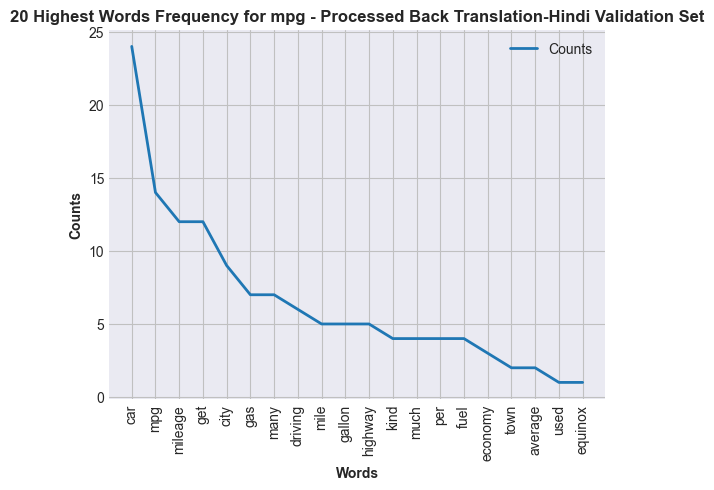 20 Highest Words Frequency for mpg - Processed Back Translation-Hindi Validation Set
Counts
25
20
15
10
5
0
Counts
car
mpg
mileage
get
city
gas
many
driving
mile
gallon
highway
kind
much
per
fuel
economy
town
average
used
equinox
Words